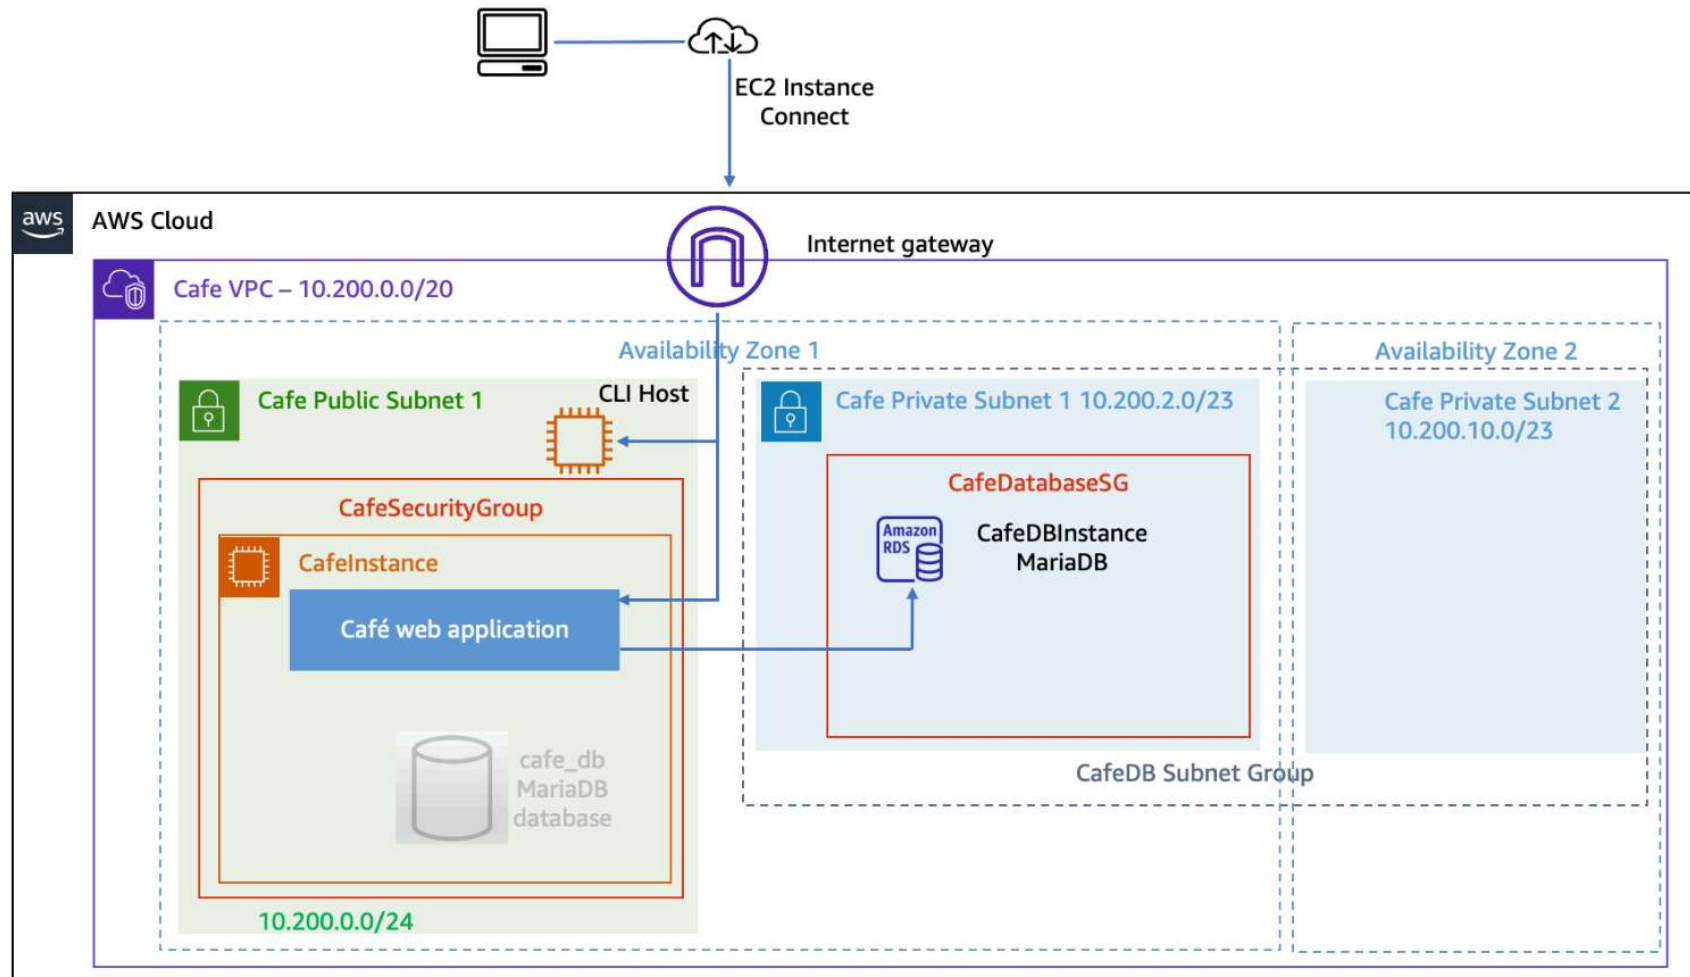 EC2 Instance
Connect
aws
AWS Cloud
Internet gateway
Cafe VPC – 10.200.0.0/20
Availability Zone 1
Availability Zone 2
Cafe Public Subnet 1
CLI Host
Cafe Private Subnet 1 10.200.2.0/23
Cafe Private Subnet 2
10.200.10.0/23
CafeSecurityGroup
CafeDatabaseSG
CafeInstance
Amazon
RDS
CafeDBInstance
MariaDB
Café web application
cafe_db
MariaDB
database
CafeDB Subnet Group
10.200.0.0/24